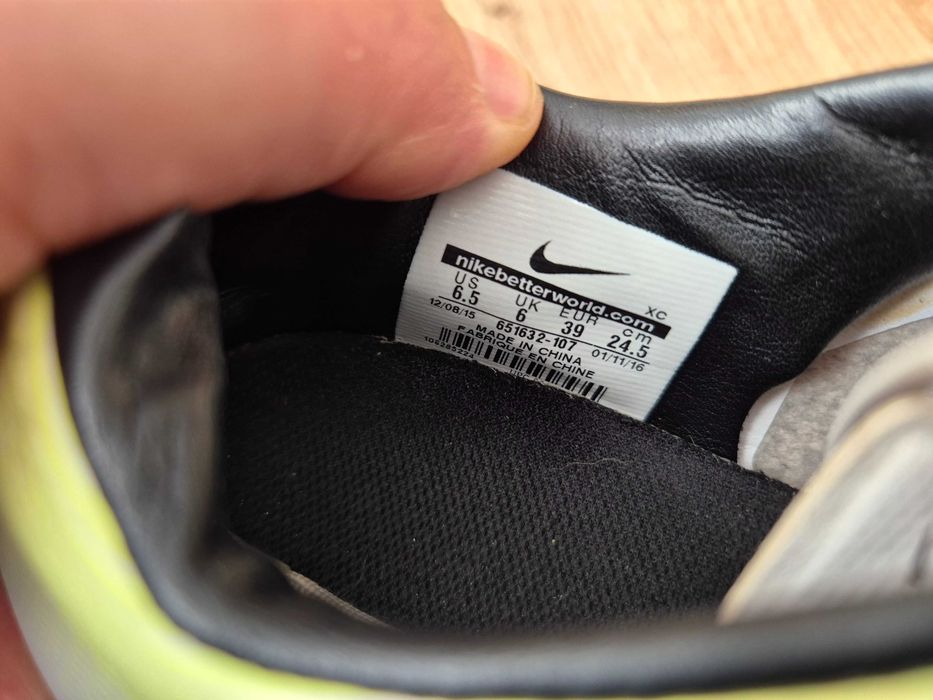 nikebetterworld.com
XC
US UK EUR cm
6.5 6 39 24.5
12/08/15 651632-107 01/11/16
MADE IN CHINA
FABRIQUE EN CHINE